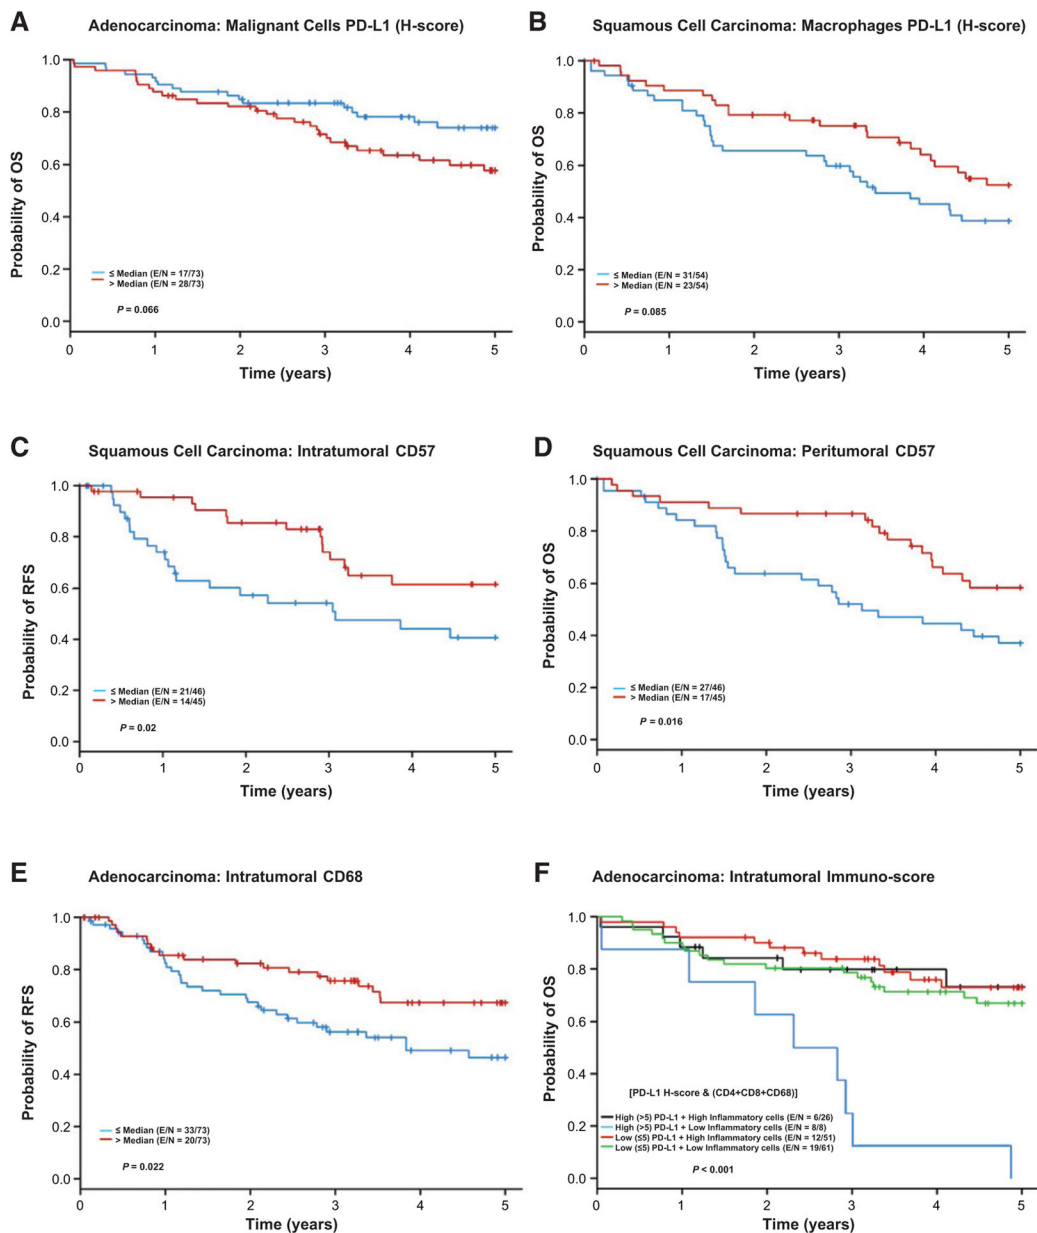 A
Adenocarcinoma: Malignant Cells PD-L1 (H-score)
Probability of OS
1.0
0.8
0.6
0.4
0.2
0.0
≤ Median (E/N = 17/73)
> Median (E/N = 28/73)
P = 0.066
0 1 2 3 4 5
Time (years)
B
Squamous Cell Carcinoma: Macrophages PD-L1 (H-score)
Probability of OS
1.0
0.8
0.6
0.4
0.2
0.0
≤ Median (E/N = 31/54)
> Median (E/N = 23/54)
P = 0.085
0 1 2 3 4 5
Time (years)
C
Squamous Cell Carcinoma: Intratumoral CD57
Probability of RFS
1.0
0.8
0.6
0.4
0.2
0.0
≤ Median (E/N = 21/46)
> Median (E/N = 14/45)
P = 0.02
0 1 2 3 4 5
Time (years)
D
Squamous Cell Carcinoma: Peritumoral CD57
Probability of OS
1.0
0.8
0.6
0.4
0.2
0.0
≤ Median (E/N = 27/46)
> Median (E/N = 17/45)
P = 0.016
0 1 2 3 4 5
Time (years)
E
Adenocarcinoma: Intratumoral CD68
Probability of RFS
1.0
0.8
0.6
0.4
0.2
0.0
≤ Median (E/N = 33/73)
> Median (E/N = 20/73)
P = 0.022
0 1 2 3 4 5
Time (years)
F
Adenocarcinoma: Intratumoral Immuno-score
Probability of OS
1.0
0.8
0.6
0.4
0.2
0.0
[PD-L1 H-score & (CD4+CD8+CD68)]
High (>5) PD-L1 + High Inflammatory cells (E/N = 6/26)
High (>5) PD-L1 + Low Inflammatory cells (E/N = 8/8)
Low (≤5) PD-L1 + High Inflammatory cells (E/N = 12/51)
Low (≤5) PD-L1 + Low Inflammatory cells (E/N = 19/61)
P < 0.001
0 1 2 3 4 5
Time (years)